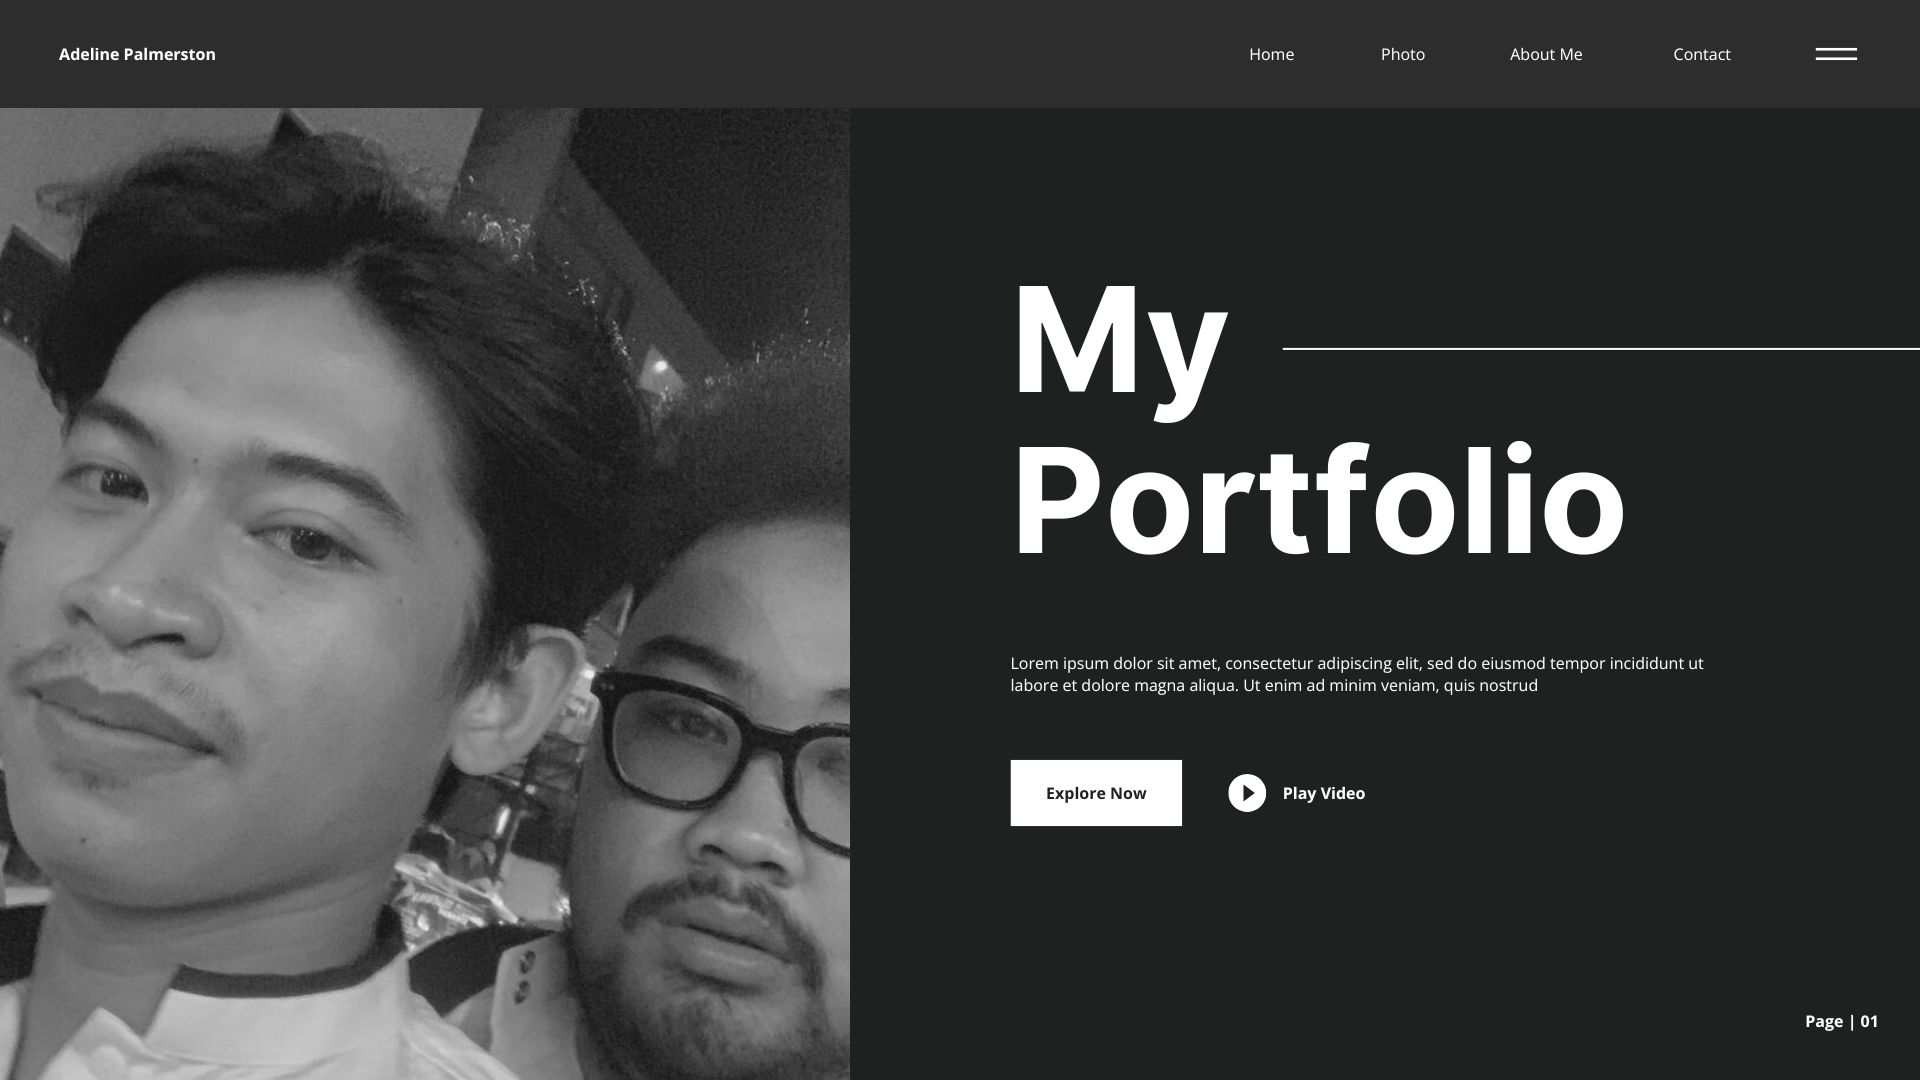 Adeline Palmerston
Home
Photo
About Me
Contact
My
Portfolio
Lorem ipsum dolor sit amet, consectetur adipiscing elit, sed do eiusmod tempor incididunt ut
labore et dolore magna aliqua. Ut enim ad minim veniam, quis nostrud
Explore Now
Play Video
Page | 01